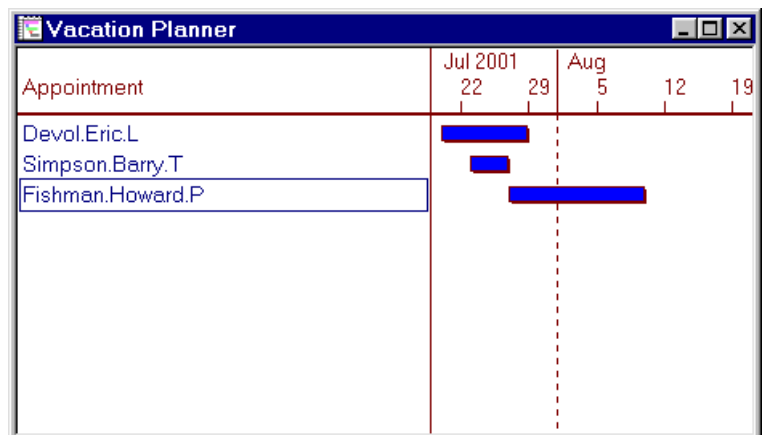 Vacation Planner
Jul 2001 Aug
Appointment 22 29 5 12 19
Devol.Eric.L
Simpson.Barry.T
Fishman.Howard.P